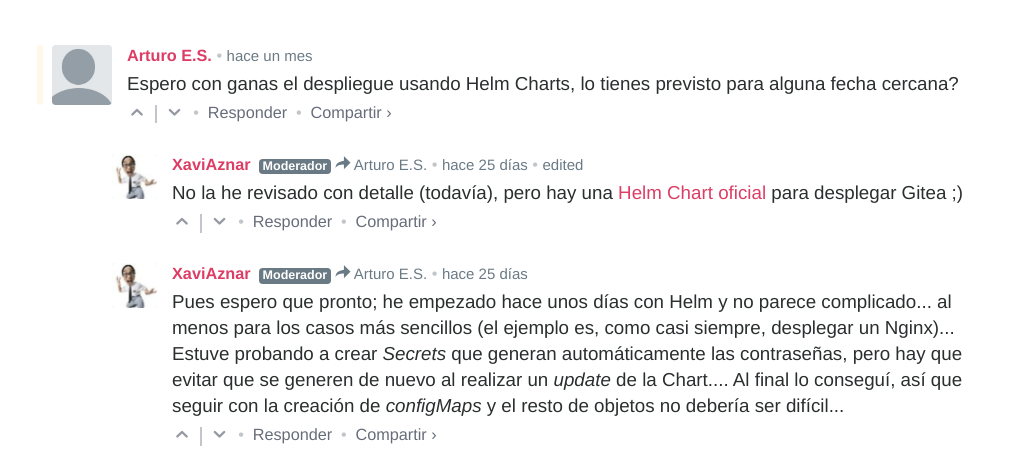 Arturo E.S. • hace un mes
Espero con ganas el despliegue usando Helm Charts, lo tienes previsto para alguna fecha cercana?
• Responder • Compartir ›
XaviAznar Moderador Arturo E.S. • hace 25 días • edited
No la he revisado con detalle (todavía), pero hay una Helm Chart oficial para desplegar Gitea ;)
• Responder • Compartir ›
XaviAznar Moderador Arturo E.S. • hace 25 días
Pues espero que pronto; he empezado hace unos días con Helm y no parece complicado... al
menos para los casos más sencillos (el ejemplo es, como casi siempre, desplegar un Nginx)...
Estuve probando a crear Secrets que generan automáticamente las contraseñas, pero hay que
evitar que se generen de nuevo al realizar un update de la Chart.... Al final lo conseguí, así que
seguir con la creación de configMaps y el resto de objetos no debería ser difícil...
• Responder • Compartir ›